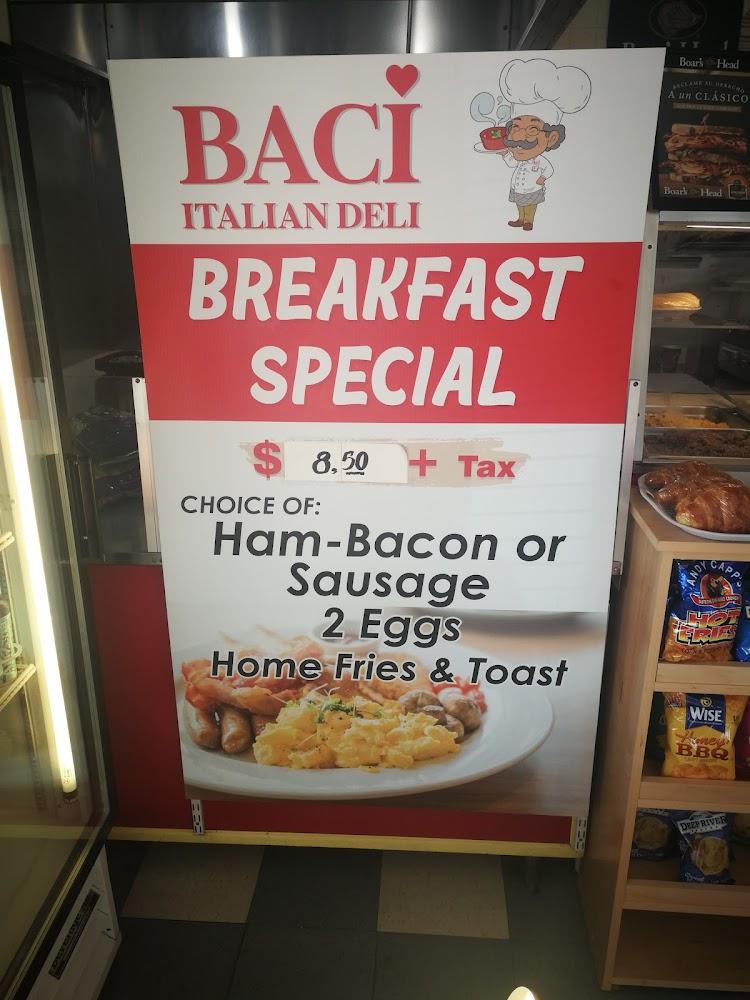 BACI
ITALIAN DELI
BREAKFAST
SPECIAL
$ 8,50 + Tax
CHOICE OF:
Ham-Bacon or
Sausage
2 Eggs
Home Fries & Toast
Boar's Head
A un CLÁSICO
Boar's Head
ANDY CAPP'S
HOT
FRIES
WISE
Honey
BBQ
DEEP RIVER